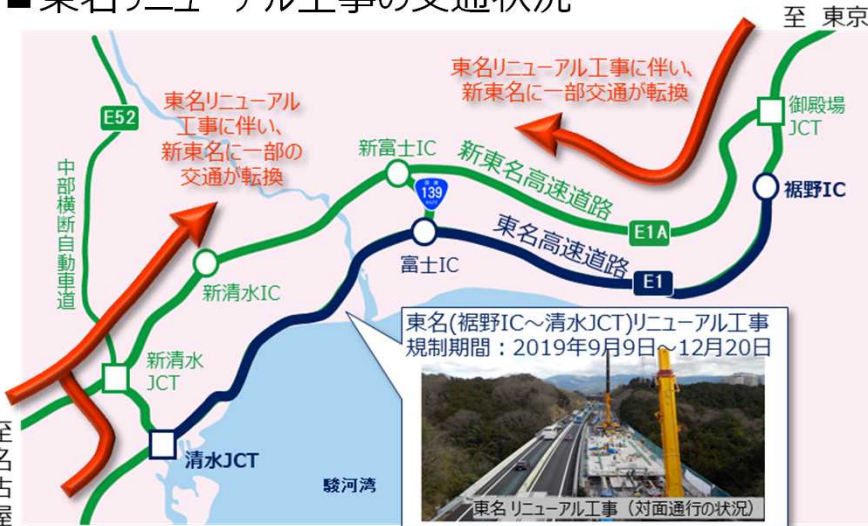 ■東名リニューアル工事の交通状況
至 東京
東名リニューアル工事に伴い、
新東名に一部交通が転換
東名リニューアル
工事に伴い、
新東名に一部の
交通が転換
E52
中部横断自動車道
御殿場
JCT
新富士IC
139
新東名高速道路
裾野IC
E1A
東名高速道路
富士IC
E1
新清水IC
東名(裾野IC～清水JCT)リニューアル工事
規制期間：2019年9月9日～12月20日
新清水
JCT
至名古屋
清水JCT
駿河湾
東名リニューアル工事（対面通行の状況）